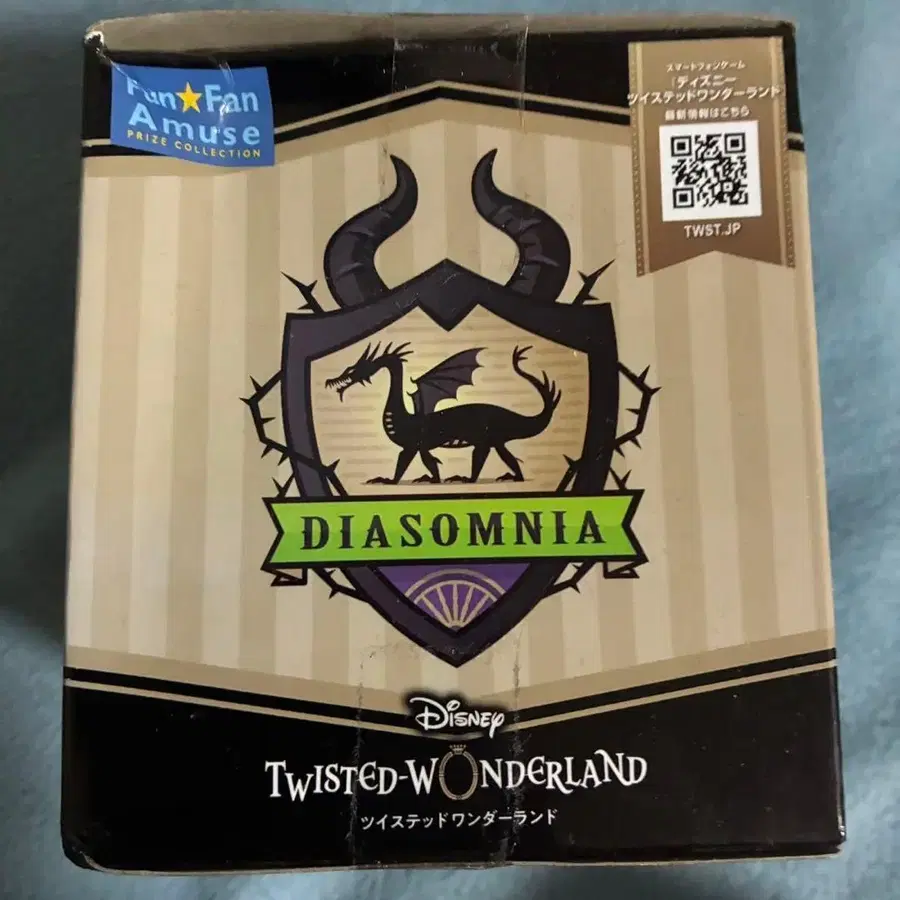 Fun★Fan
Amuse
PRIZE COLLECTION
スマートフォンゲーム
『ディズニー
ツイステッドワンダーランド
最新情報はこちら
TWST.JP
DIASOMNIA
Disney
TWISTED-WONDERLAND
ツイステッドワンダーランド